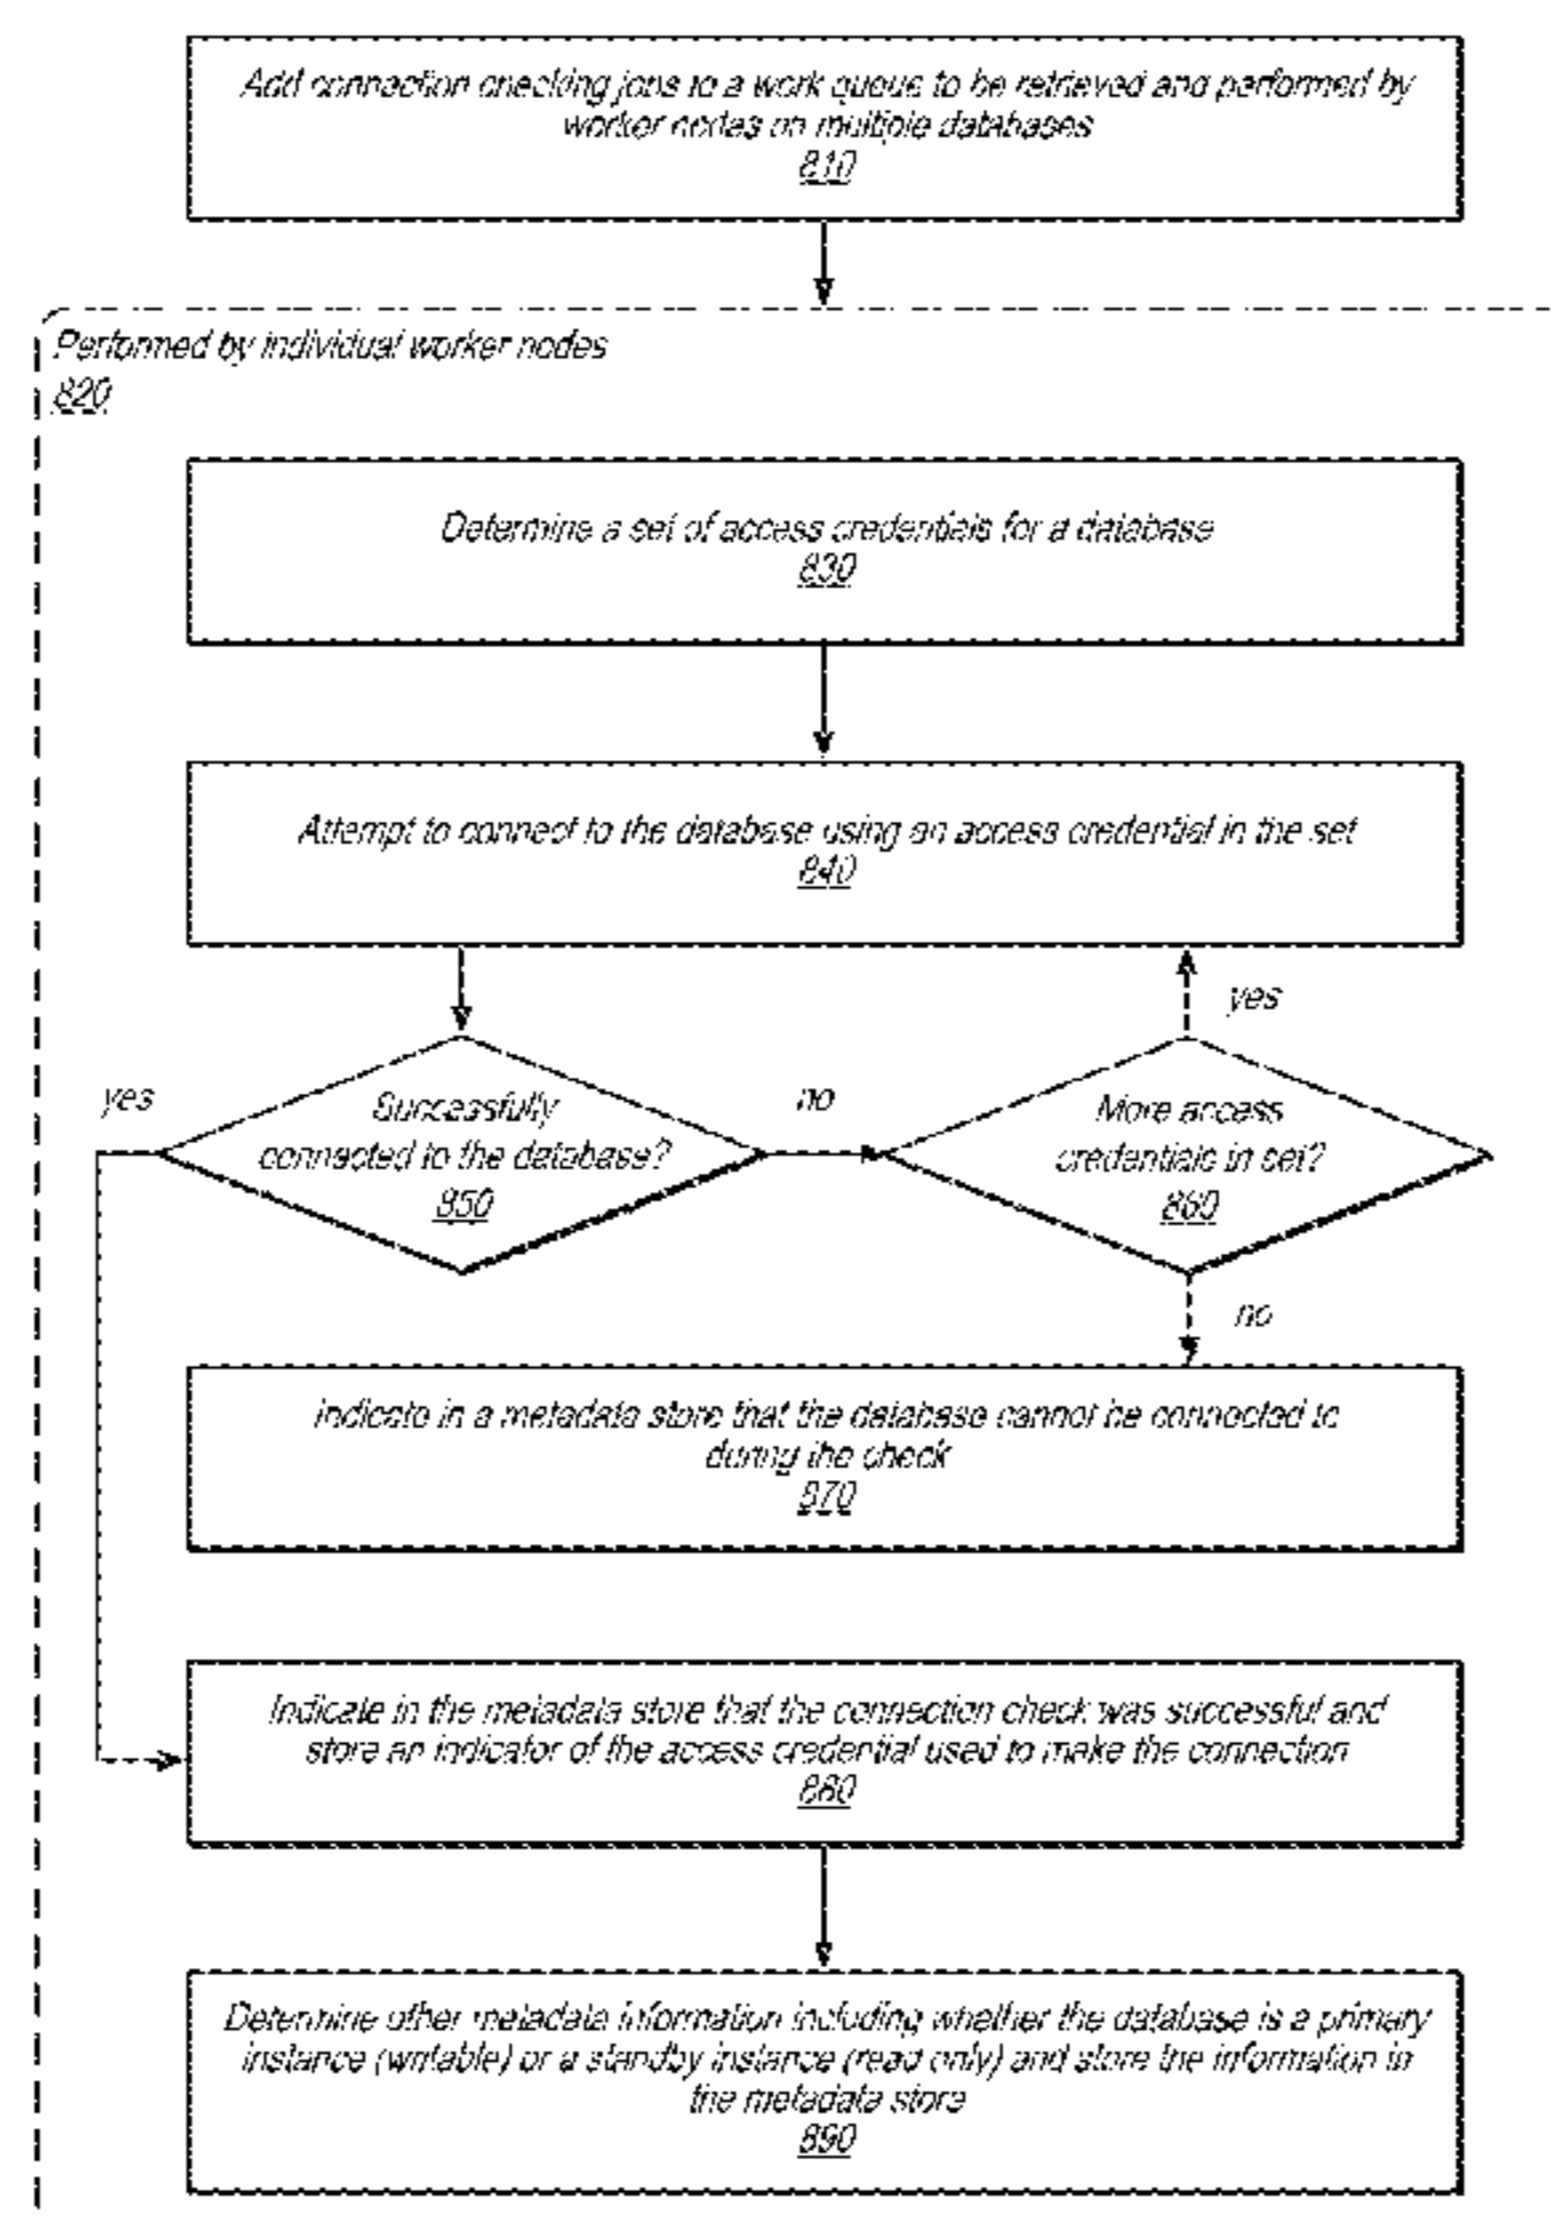 Add connection checking jobs to a work queue to be retrieved and performed by
worker nodes on multiple databases
810
Performed by individual worker nodes
820
Determine a set of access credentials for a database
830
Attempt to connect to the database using an access credential in the set
840
yes
yes
Successfully
connected to the database?
850
no
More access
credentials in set?
860
no
Indicate in a metadata store that the database cannot be connected to
during the check
870
Indicate in the metadata store that the connection check was successful and
store an indicator of the access credential used to make the connection
880
Determine other metadata information including whether the database is a primary
instance (writable) or a standby instance (read only) and store the information in
the metadata store
890